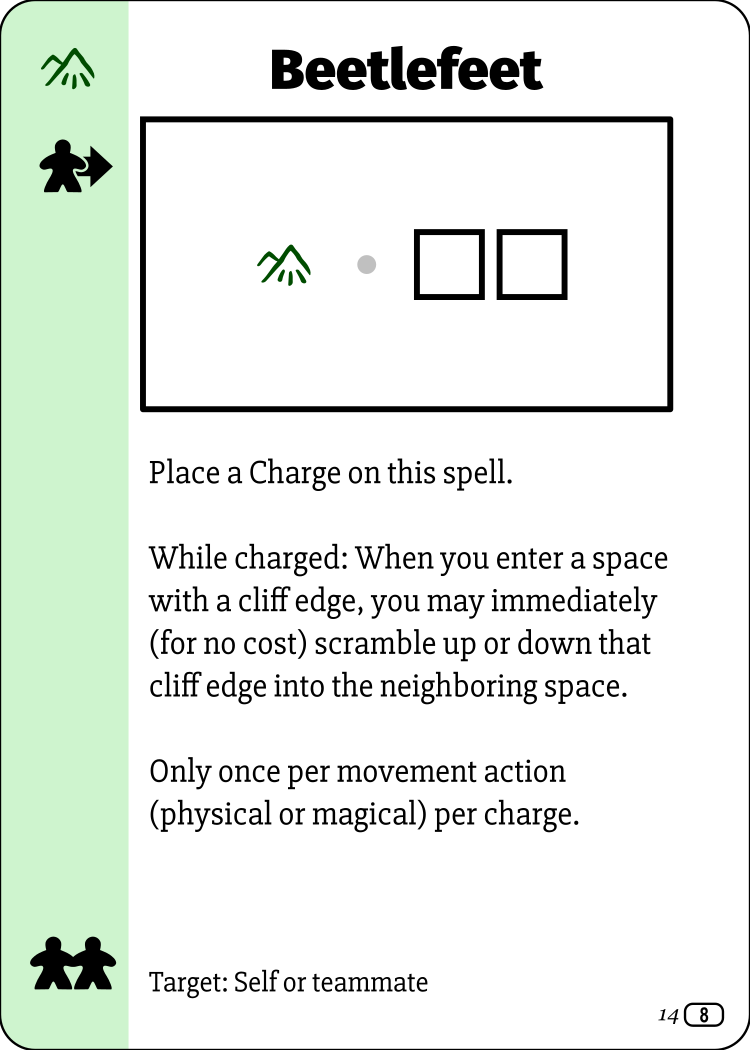 Beetlefeet
Place a Charge on this spell.
While charged: When you enter a space
with a cliff edge, you may immediately
(for no cost) scramble up or down that
cliff edge into the neighboring space.
Only once per movement action
(physical or magical) per charge.
Target: Self or teammate
14 8